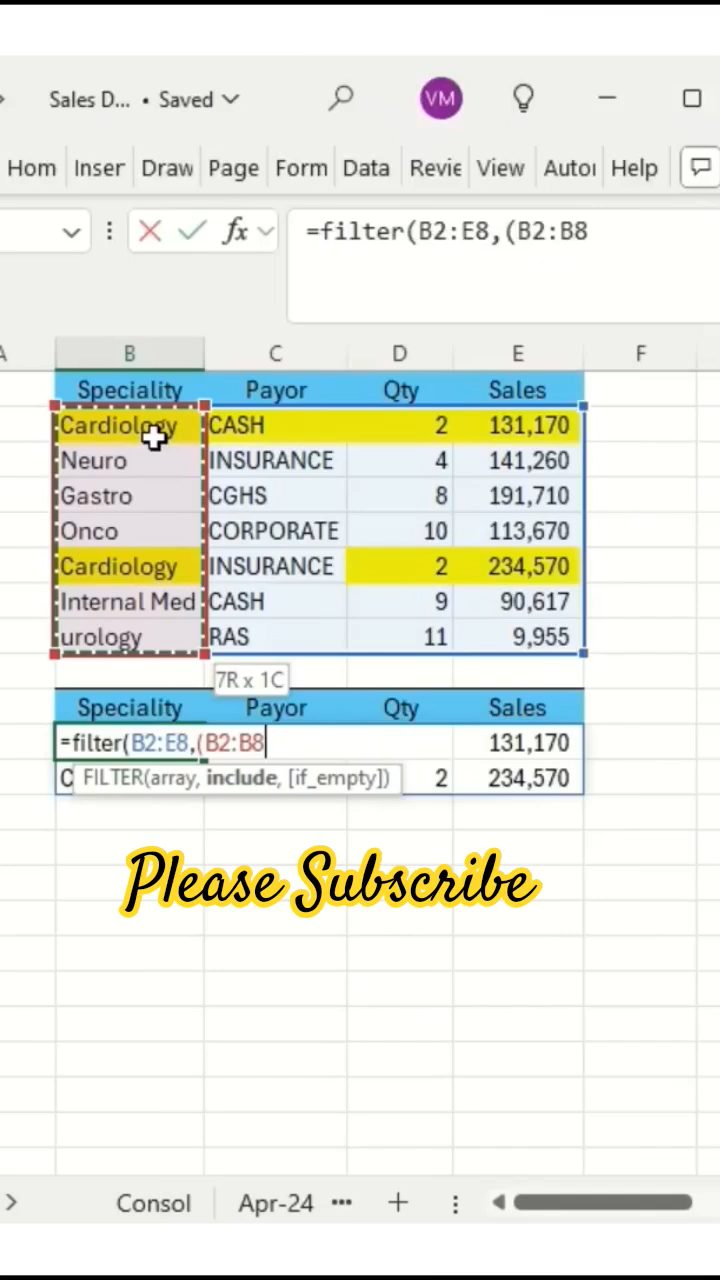 Sales D... • Saved
VM
Hom Inser Draw Page Form Data Revie View Autor Help
fx =filter(B2:E8,(B2:B8
A B C D E F
Speciality Payor Qty Sales
Cardiology CASH 2 131,170
Neuro INSURANCE 4 141,260
Gastro CGHS 8 191,710
Onco CORPORATE 10 113,670
Cardiology INSURANCE 2 234,570
Internal Med CASH 9 90,617
urology RAS 11 9,955
7R x 1C
Speciality Payor Qty Sales
=filter(B2:E8,(B2:B8 131,170
C FILTER(array, include, [if_empty]) 2 234,570
Please Subscribe
Consol Apr-24 ••• +